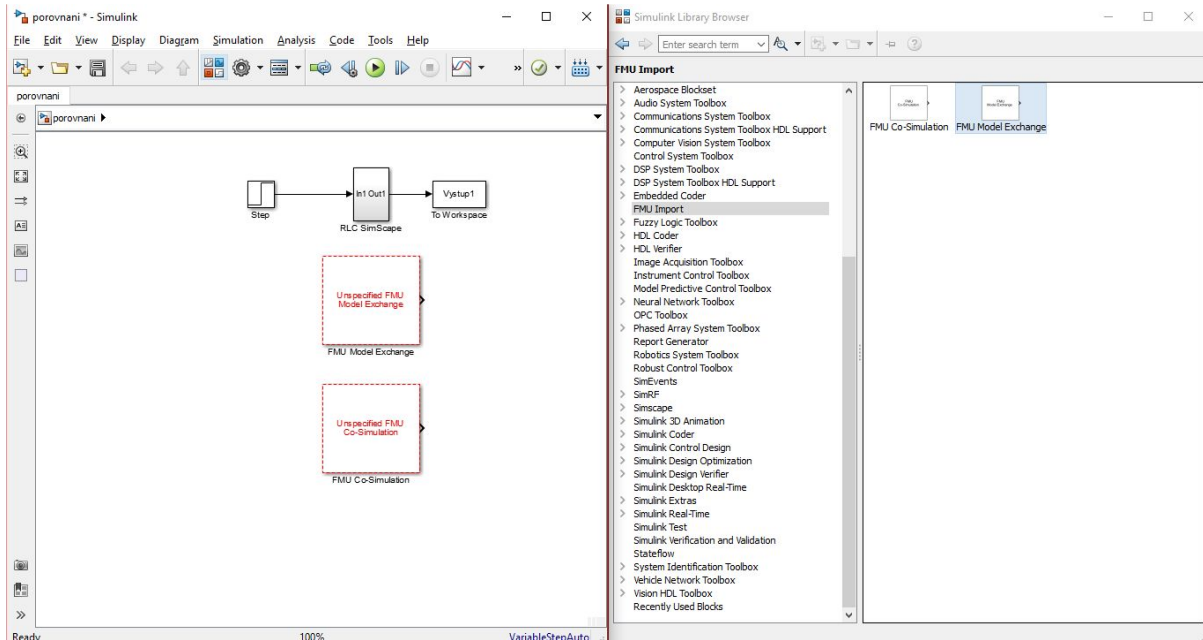 porovnani * - Simulink
File Edit View Display Diagram Simulation Analysis Code Tools Help
»
porovnani
porovnani
Step
In1 Out1
RLC SimScape
Vystup1
To Workspace
Unspecified FMU
Model Exchange
FMU Model Exchange
Unspecified FMU
Co-Simulation
FMU Co-Simulation
»
Ready 100% VariableStepAuto
Simulink Library Browser
Enter search term
FMU Import
Aerospace Blockset
Audio System Toolbox
Communications System Toolbox
Communications System Toolbox HDL Support
Computer Vision System Toolbox
Control System Toolbox
DSP System Toolbox
DSP System Toolbox HDL Support
Embedded Coder
FMU Import
Fuzzy Logic Toolbox
HDL Coder
HDL Verifier
Image Acquisition Toolbox
Instrument Control Toolbox
Model Predictive Control Toolbox
Neural Network Toolbox
OPC Toolbox
Phased Array System Toolbox
Report Generator
Robotics System Toolbox
Robust Control Toolbox
SimEvents
SimRF
Simscape
Simulink 3D Animation
Simulink Coder
Simulink Control Design
Simulink Design Optimization
Simulink Design Verifier
Simulink Desktop Real-Time
Simulink Extras
Simulink Real-Time
Simulink Test
Simulink Verification and Validation
Stateflow
System Identification Toolbox
Vehicle Network Toolbox
Vision HDL Toolbox
Recently Used Blocks
FMU Co-Simulation FMU Model Exchange